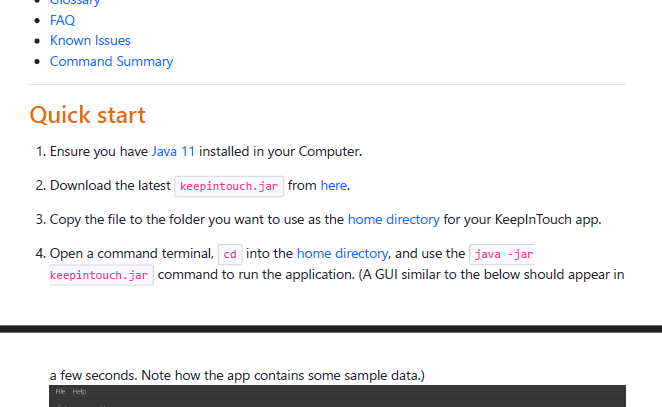 Glossary
FAQ
Known Issues
Command Summary
Quick start
1. Ensure you have Java 11 installed in your Computer.
2. Download the latest keepintouch.jar from here.
3. Copy the file to the folder you want to use as the home directory for your KeepInTouch app.
4. Open a command terminal, cd into the home directory, and use the java -jar
keepintouch.jar command to run the application. (A GUI similar to the below should appear in
a few seconds. Note how the app contains some sample data.)
File Help